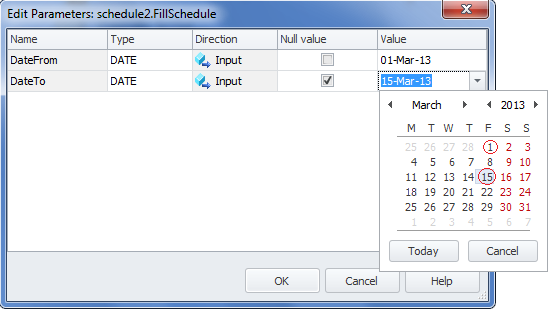 Edit Parameters: schedule2.FillSchedule
Name Type Direction Null value Value
DateFrom DATE Input 01-Mar-13
DateTo DATE Input 15-Mar-13
March 2013
M T W T F S S
25 26 27 28 1 2 3
4 5 6 7 8 9 10
11 12 13 14 15 16 17
18 19 20 21 22 23 24
25 26 27 28 29 30 31
1 2 3 4 5 6 7
Today Cancel
OK Cancel Help